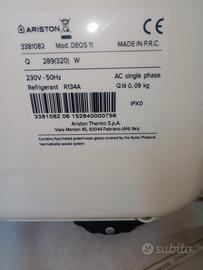 ARISTON
3381082 Mod. DEOS 11
MADE IN P.R.C.
Q 289(320) W
230V - 50Hz AC single phase
Refrigerant R134A Q.tà 0,09 kg
IPX0
3381082 06 152840000756
Ariston Thermo S.p.A.
Viale Merloni 45, 60044 Fabriano (AN) Italy
Contains fluorinated greenhouse gases covered by the Kyoto Protocol
Hermetically sealed system
subito